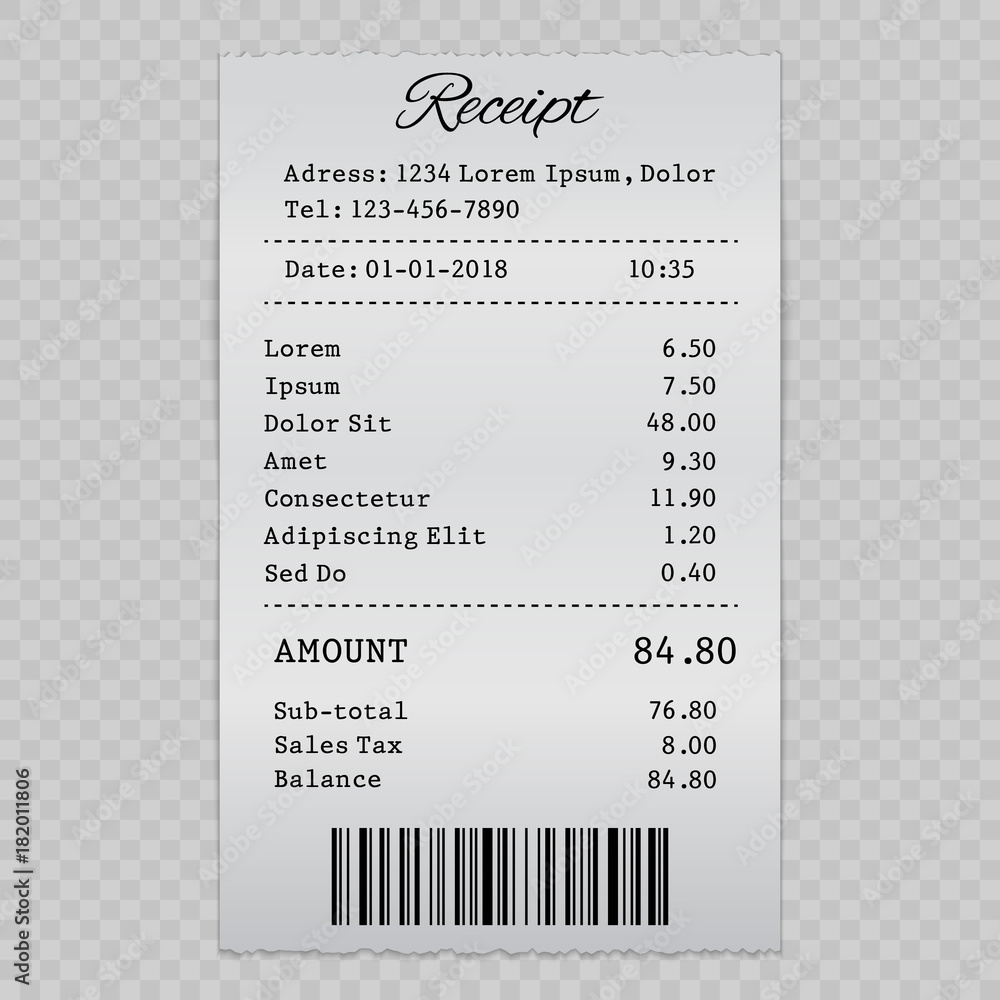 Receipt
Adress: 1234 Lorem Ipsum, Dolor
Tel: 123-456-7890
Date: 01-01-2018 10:35
Lorem 6.50
Ipsum 7.50
Dolor Sit 48.00
Amet 9.30
Consectetur 11.90
Adipiscing Elit 1.20
Sed Do 0.40
AMOUNT 84.80
Sub-total 76.80
Sales Tax 8.00
Balance 84.80
Adobe Stock | #182011806
Adobe Stock